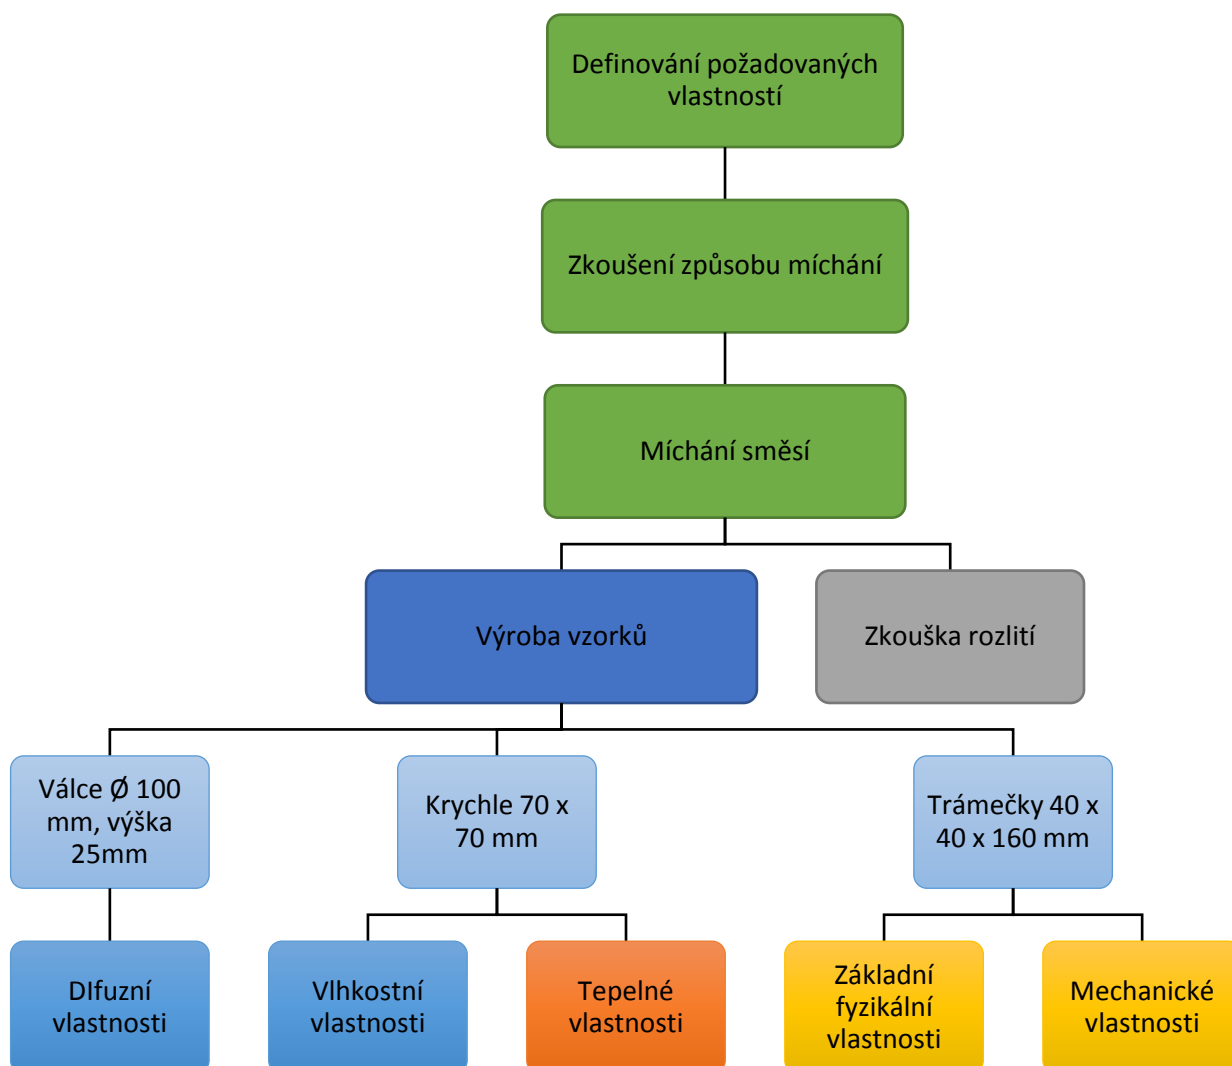 Definování požadovaných
vlastností
Zkoušení způsobu míchání
Míchání směsí
Výroba vzorků
Zkouška rozlití
Válce Ø 100
mm, výška
25mm
Krychle 70 x
70 mm
Trámečky 40 x
40 x 160 mm
DIfuzní
vlastnosti
Vlhkostní
vlastnosti
Tepelné
vlastnosti
Základní
fyzikální
vlastnosti
Mechanické
vlastnosti